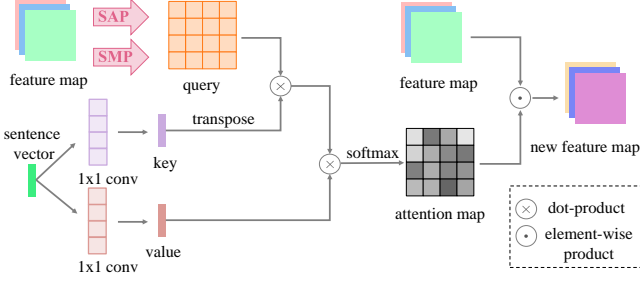 SAP
SMP
feature map
query
feature map
transpose
sentence
vector
key
1x1 conv
softmax
new feature map
attention map
value
1x1 conv
dot-product
element-wise
product